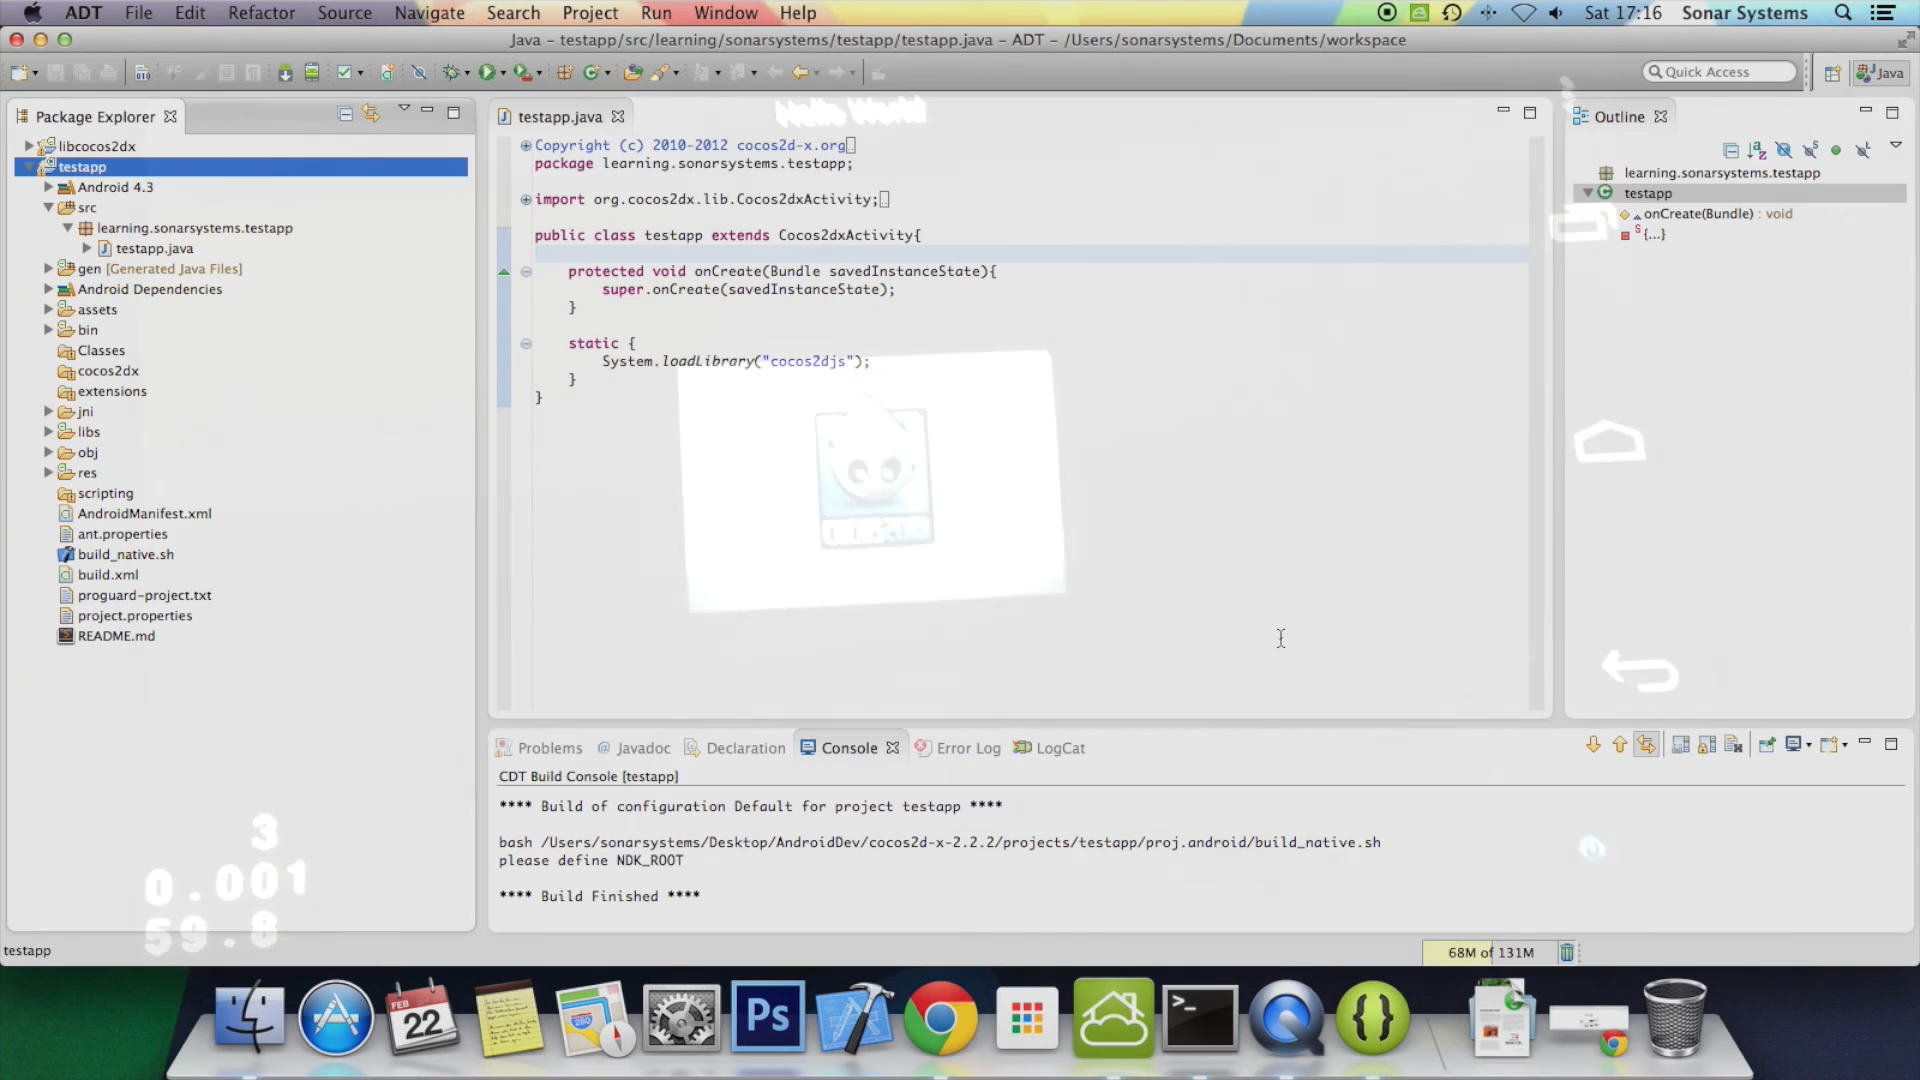 ADT File Edit Refactor Source Navigate Search Project Run Window Help Sat 17:16 Sonar Systems
Java – testapp/src/learning/sonarsystems/testapp/testapp.java – ADT – /Users/sonarsystems/Documents/workspace
Quick Access
Java
Package Explorer
testapp.java
Hello World
Outline
libcocos2dx
testapp
Android 4.3
src
learning.sonarsystems.testapp
testapp.java
gen [Generated Java Files]
Android Dependencies
assets
bin
Classes
cocos2dx
extensions
jni
libs
obj
res
scripting
AndroidManifest.xml
ant.properties
build_native.sh
build.xml
proguard-project.txt
project.properties
README.md
Copyright (c) 2010-2012 cocos2d-x.org
package learning.sonarsystems.testapp;
import org.cocos2dx.lib.Cocos2dxActivity;
public class testapp extends Cocos2dxActivity{
protected void onCreate(Bundle savedInstanceState){
super.onCreate(savedInstanceState);
}
static {
System.loadLibrary("cocos2djs");
}
}
learning.sonarsystems.testapp
testapp
onCreate(Bundle) : void
{...}
Problems Javadoc Declaration Console Error Log LogCat
CDT Build Console [testapp]
**** Build of configuration Default for project testapp ****
bash /Users/sonarsystems/Desktop/AndroidDev/cocos2d-x-2.2.2/projects/testapp/proj.android/build_native.sh
please define NDK_ROOT
**** Build Finished ****
3
0.001
59.8
testapp
68M of 131M
FEB
22
280
Ps